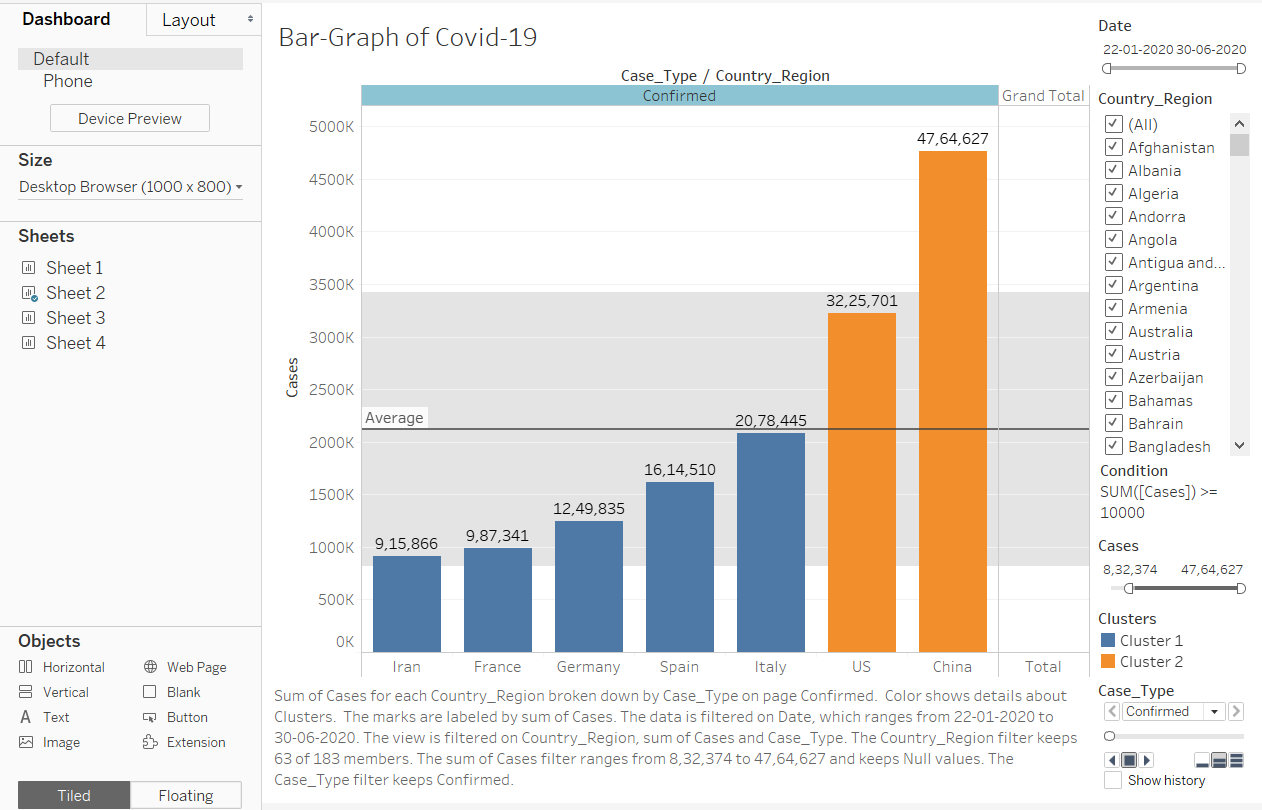 Dashboard
Layout
Default
Phone
Device Preview
Size
Desktop Browser (1000 x 800)
Sheets
Sheet 1
Sheet 2
Sheet 3
Sheet 4
Objects
Horizontal
Web Page
Vertical
Blank
A Text
Button
Image
Extension
Tiled
Floating
Bar-Graph of Covid-19
Case_Type / Country_Region
Confirmed
Grand Total
Cases
5000K
4500K
4000K
3500K
3000K
2500K
2000K
1500K
1000K
500K
0K
Average
9,15,866
9,87,341
12,49,835
16,14,510
20,78,445
32,25,701
47,64,627
Iran
France
Germany
Spain
Italy
US
China
Total
Sum of Cases for each Country_Region broken down by Case_Type on page Confirmed. Color shows details about
Clusters. The marks are labeled by sum of Cases. The data is filtered on Date, which ranges from 22-01-2020 to
30-06-2020. The view is filtered on Country_Region, sum of Cases and Case_Type. The Country_Region filter keeps
63 of 183 members. The sum of Cases filter ranges from 8,32,374 to 47,64,627 and keeps Null values. The
Case_Type filter keeps Confirmed.
Date
22-01-2020 30-06-2020
Country_Region
(All)
Afghanistan
Albania
Algeria
Andorra
Angola
Antigua and...
Argentina
Armenia
Australia
Austria
Azerbaijan
Bahamas
Bahrain
Bangladesh
Condition
SUM([Cases]) >=
10000
Cases
8,32,374 47,64,627
Clusters
Cluster 1
Cluster 2
Case_Type
Confirmed
Show history